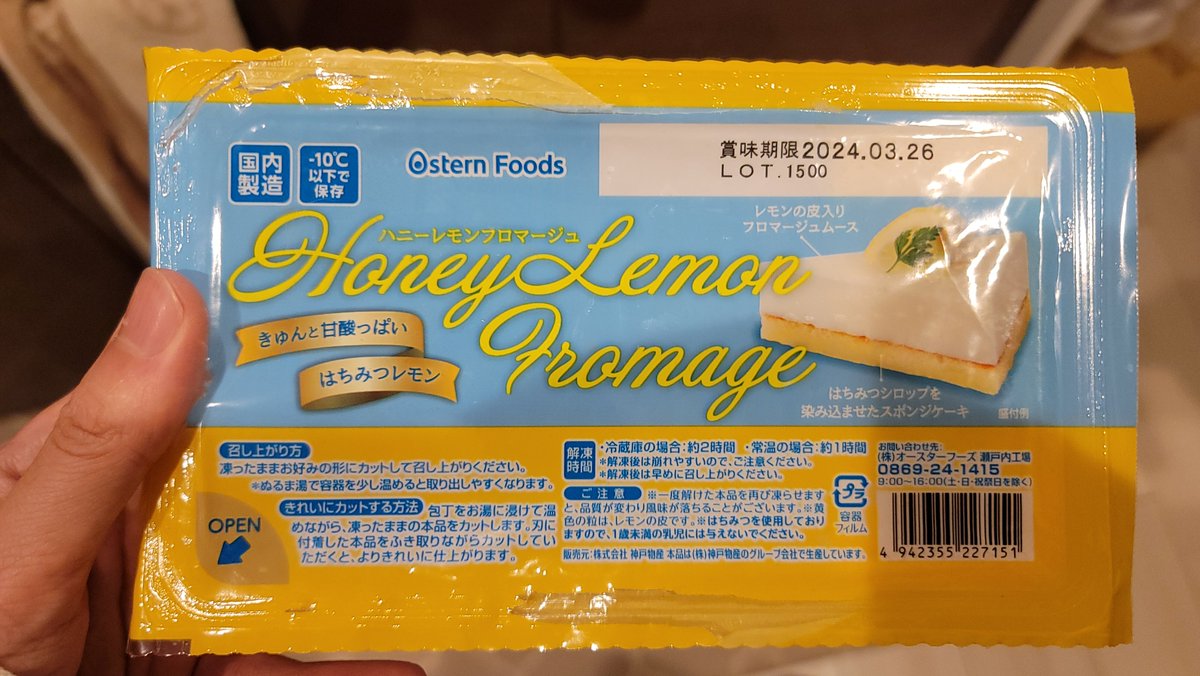 国内
製造
-10℃
以下で
保存
Ostern Foods
賞味期限2024.03.26
LOT.1500
ハニーレモンフロマージュ
Honey Lemon
Fromage
レモンの皮入り
フロマージュムース
きゅんと甘酸っぱい
はちみつレモン
はちみつシロップを
染み込ませたスポンジケーキ
盛付例
召し上がり方
凍ったままお好みの形にカットして召し上がりください。
*ぬるま湯で容器を少し温めると取り出しやすくなります。
きれいにカットする方法 包丁をお湯に浸けて温
めながら、凍ったままの本品をカットします。刃に
付着した本品をふき取りながらカットしてい
ただくと、よりきれいに仕上がります。
OPEN
解凍
時間
・冷蔵庫の場合:約2時間 ・常温の場合:約1時間
*解凍後は崩れやすいので、ご注意ください。
*解凍後は早めに召し上がりください。
ご注意 ※一度解けた本品を再び凍らせます
と、品質が変わり風味が落ちることがございます。※黄
色の粒は、レモンの皮です。※はちみつを使用しており
ますので、1歳未満の乳児には与えないでください。
販売元:株式会社 神戸物産 本品は(株)神戸物産のグループ会社で生産しています。
プラ
容器
フィルム
お問い合わせ先:
(株)オースターフーズ 瀬戸内工場
0869-24-1415
9:00~16:00(土・日・祝祭日を除く)
4 942355 227151